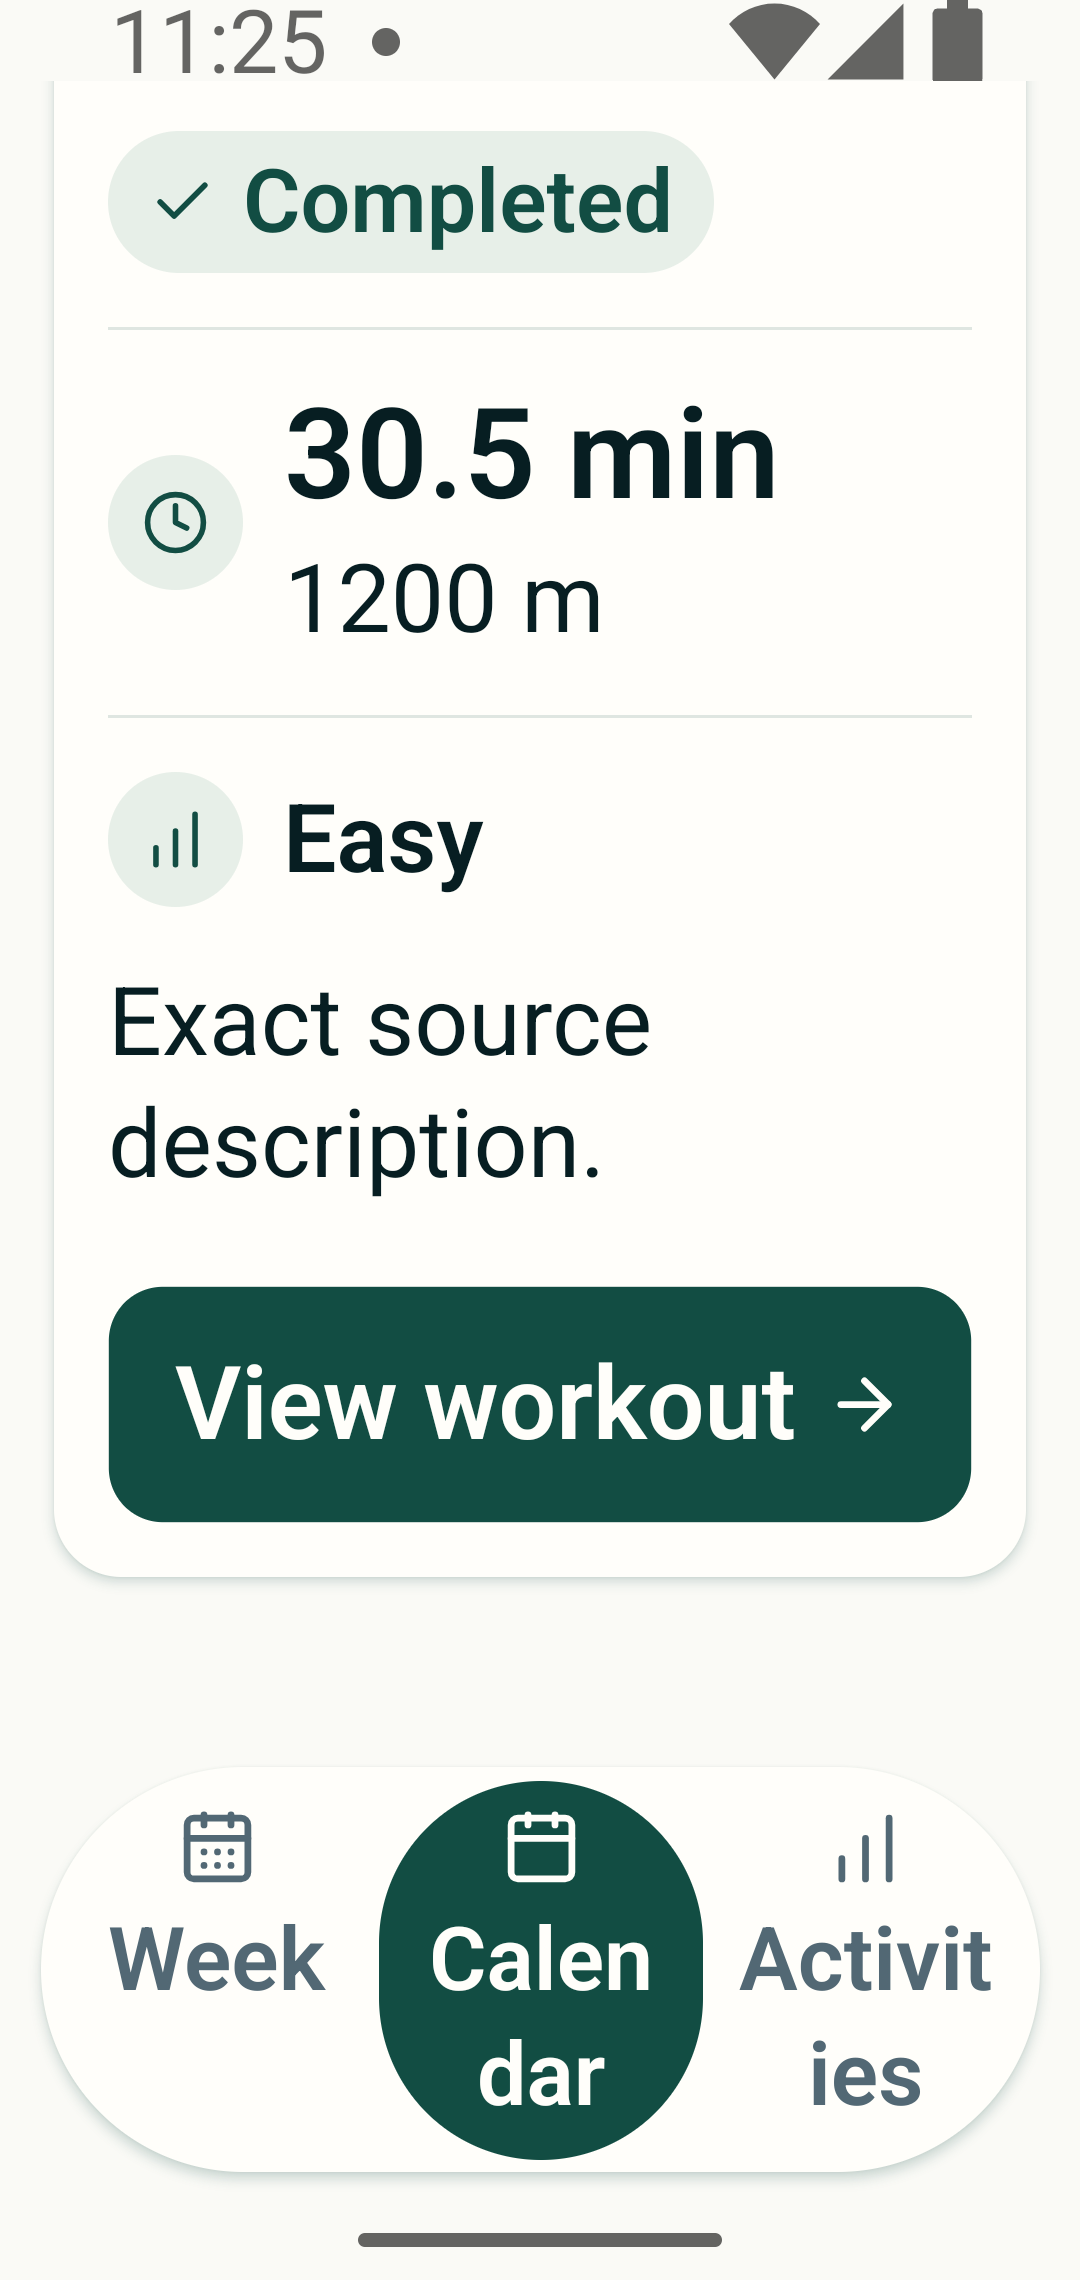 11:25
Completed
30.5 min
1200 m
Easy
Exact source
description.
View workout
Week
Calen
dar
Activit
ies